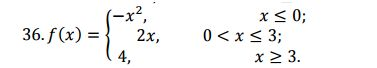 −x², x ≤ 0;
36. f(x) = { 2x, 0 < x ≤ 3;
4, x ≥ 3.